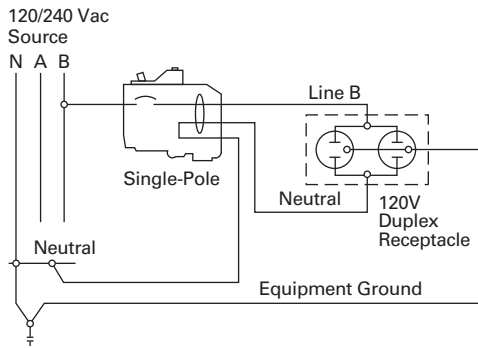 120/240 Vac
Source
N A B
Line B
Single-Pole
Neutral
120V
Duplex
Receptacle
Neutral
Equipment Ground